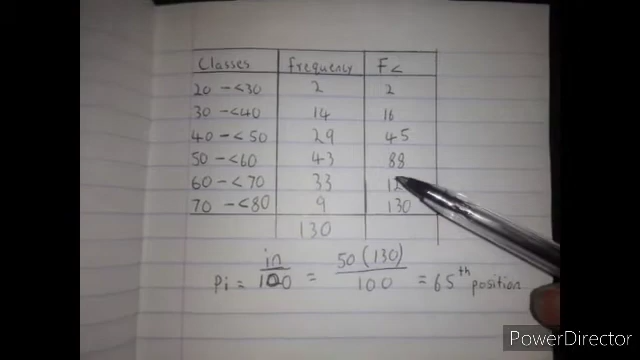 Classes Frequency F<
20 - <30 2 2
30 - <40 14 16
40 - <50 29 45
50 - <60 43 88
60 - <70 33
70 - <80 9 130
130
Pi = in/100 = 50(130)/100 = 65th position
PowerDirector